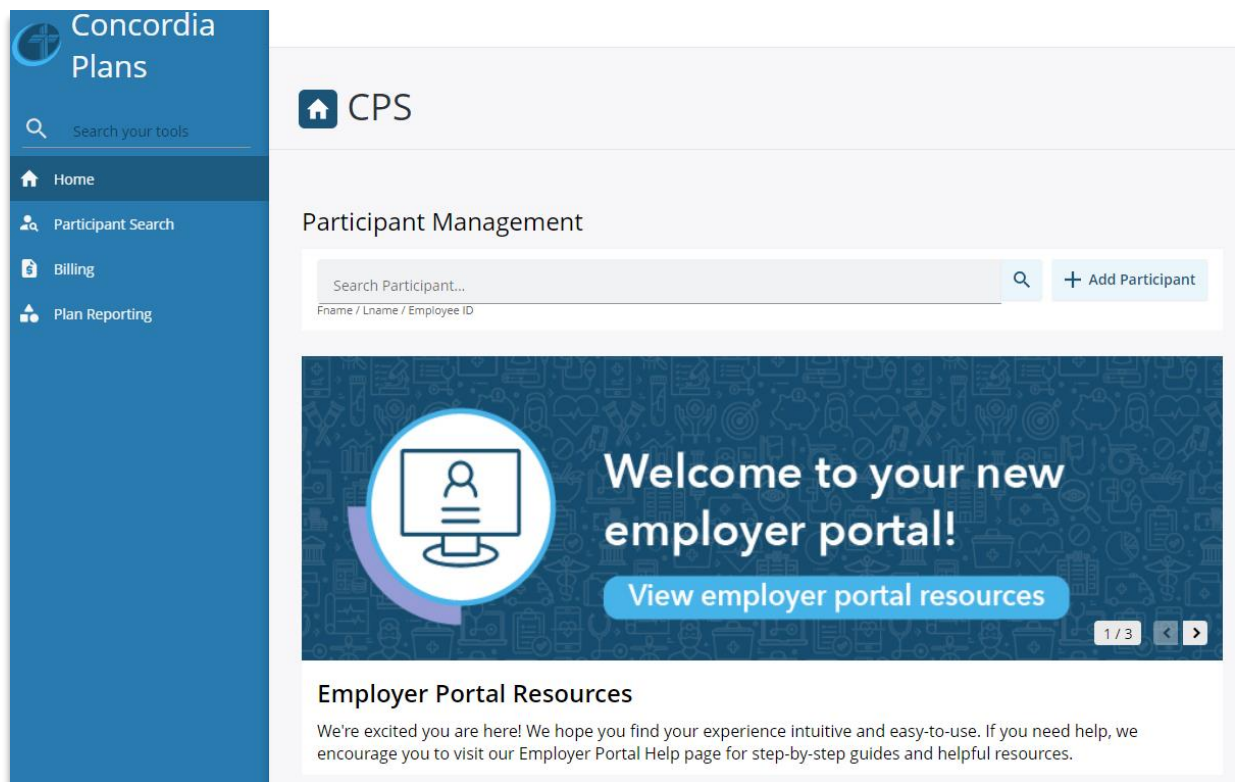 Concordia
Plans
Search your tools
Home
Participant Search
Billing
Plan Reporting
CPS
Participant Management
Search Participant...
+ Add Participant
Fname / Lname / Employee ID
Welcome to your new
employer portal!
View employer portal resources
1 / 3 < >
Employer Portal Resources
We're excited you are here! We hope you find your experience intuitive and easy-to-use. If you need help, we
encourage you to visit our Employer Portal Help page for step-by-step guides and helpful resources.